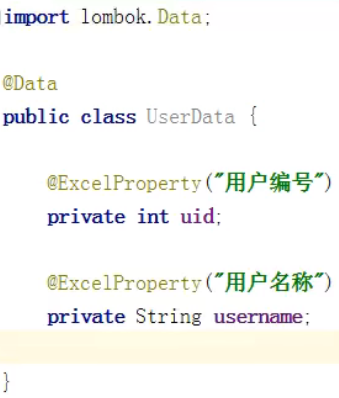 import lombok.Data;
@Data
public class UserData {
@ExcelProperty("用户编号")
private int uid;
@ExcelProperty("用户名称")
private String username;
}